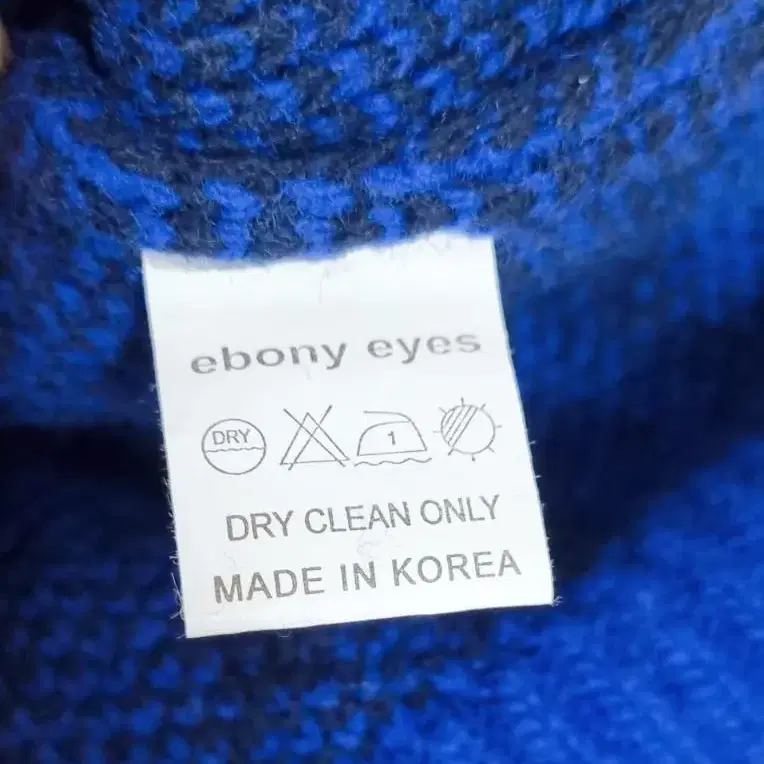 ebony eyes
DRY 1
DRY CLEAN ONLY
MADE IN KOREA